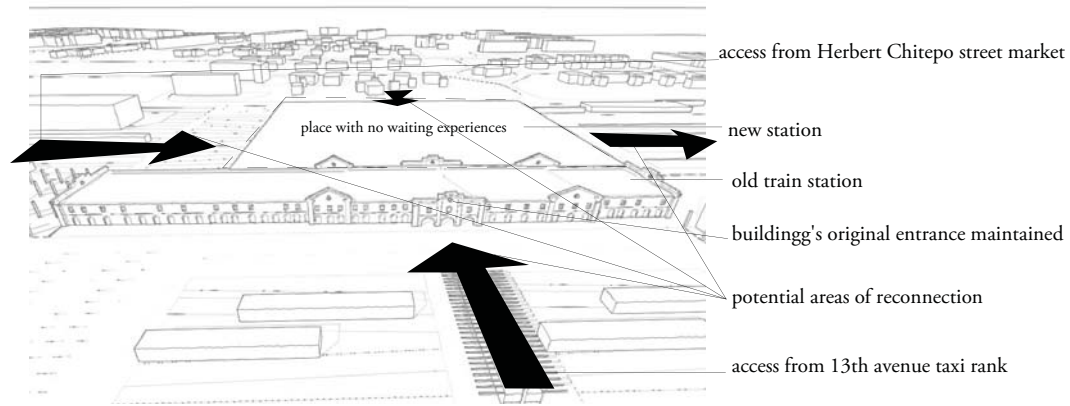 access from Herbert Chitepo street market
place with no waiting experiences
new station
old train station
buildingg's original entrance maintained
potential areas of reconnection
access from 13th avenue taxi rank